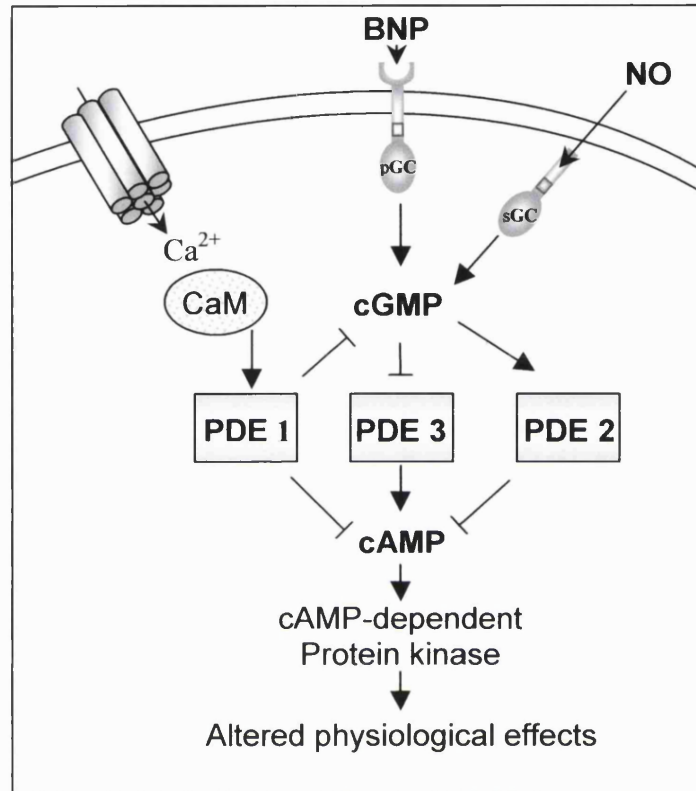 BNP
NO
pGC
sGC
Ca²⁺
CaM
cGMP
PDE 1
PDE 3
PDE 2
cAMP
cAMP-dependent
Protein kinase
Altered physiological effects